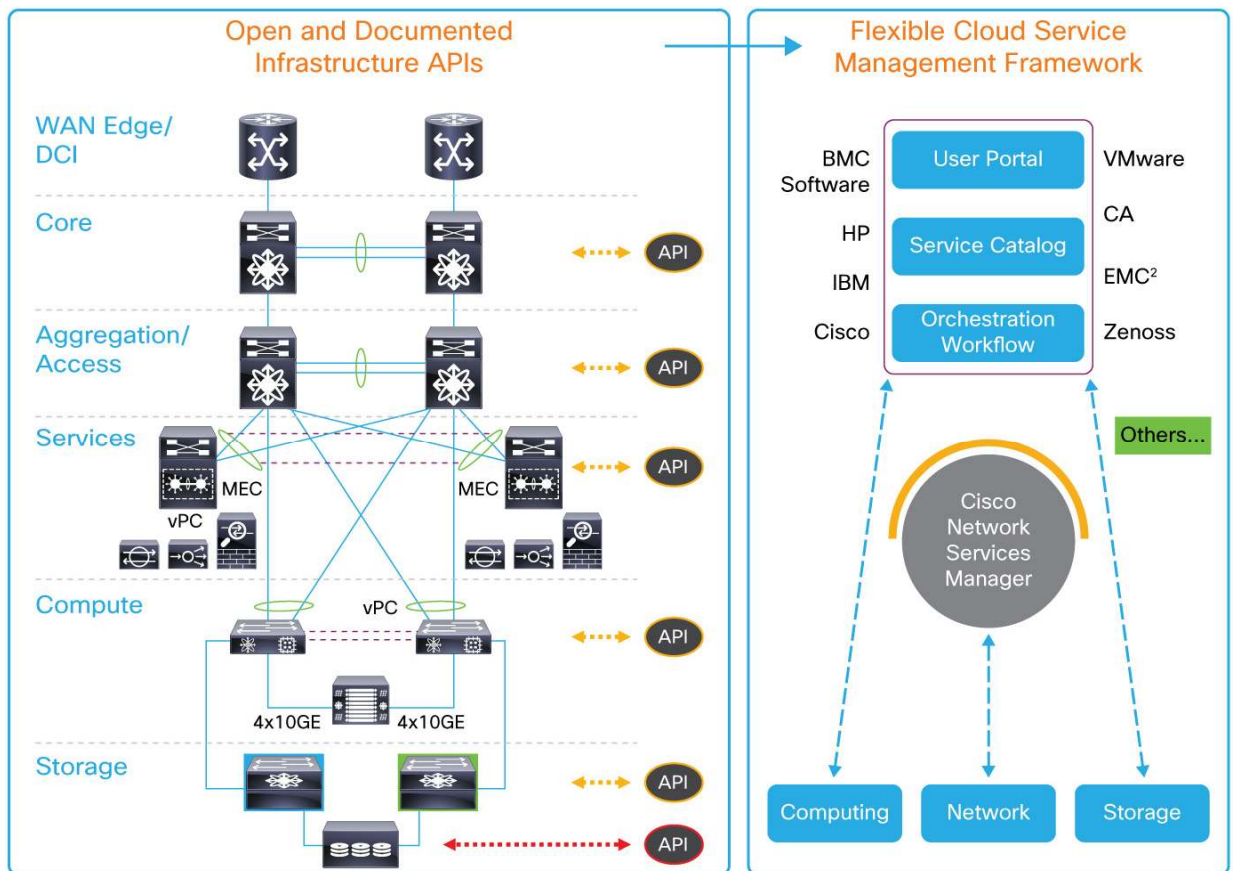 Open and Documented
Infrastructure APIs
WAN Edge/
DCI
Core
API
Aggregation/
Access
API
Services
MEC
MEC
API
vPC
Compute
vPC
API
4x10GE
4x10GE
Storage
API
API
Flexible Cloud Service
Management Framework
BMC
Software
HP
IBM
Cisco
User Portal
Service Catalog
Orchestration
Workflow
VMware
CA
EMC²
Zenoss
Others...
Cisco
Network
Services
Manager
Computing
Network
Storage